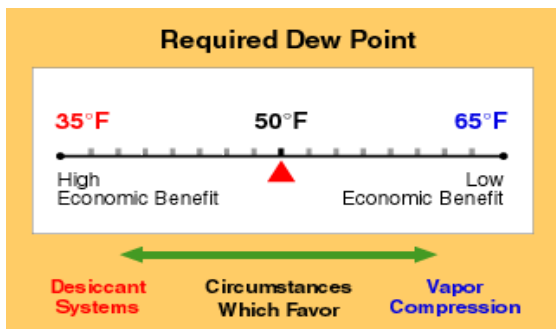 Required Dew Point
35°F 50°F 65°F
High Low
Economic Benefit Economic Benefit
Desiccant Circumstances Vapor
Systems Which Favor Compression